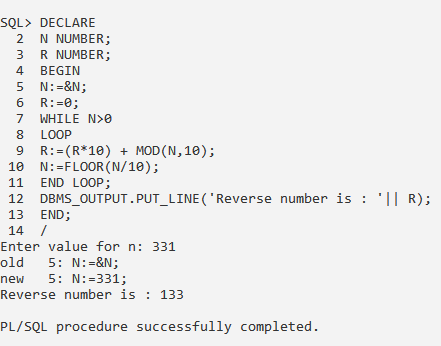 SQL> DECLARE
  2  N NUMBER;
  3  R NUMBER;
  4  BEGIN
  5  N:=&N;
  6  R:=0;
  7  WHILE N>0
  8  LOOP
  9  R:=(R*10) + MOD(N,10);
 10  N:=FLOOR(N/10);
 11  END LOOP;
 12  DBMS_OUTPUT.PUT_LINE('Reverse number is : '|| R);
 13  END;
 14  /
Enter value for n: 331
old   5: N:=&N;
new   5: N:=331;
Reverse number is : 133
PL/SQL procedure successfully completed.